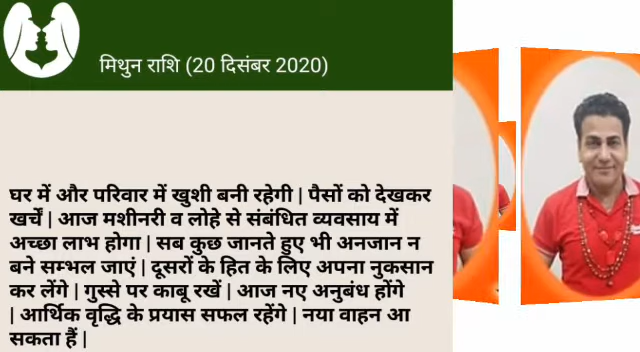 मिथुन राशि (20 दिसंबर 2020)
घर में और परिवार में खुशी बनी रहेगी | पैसों को देखकर
खर्चें | आज मशीनरी व लोहे से संबंधित व्यवसाय में
अच्छा लाभ होगा | सब कुछ जानते हुए भी अनजान न
बने सम्भल जाएं | दूसरों के हित के लिए अपना नुकसान
कर लेंगे | गुस्से पर काबू रखें | आज नए अनुबंध होंगे
| आर्थिक वृद्धि के प्रयास सफल रहेंगे | नया वाहन आ
सकता हैं |